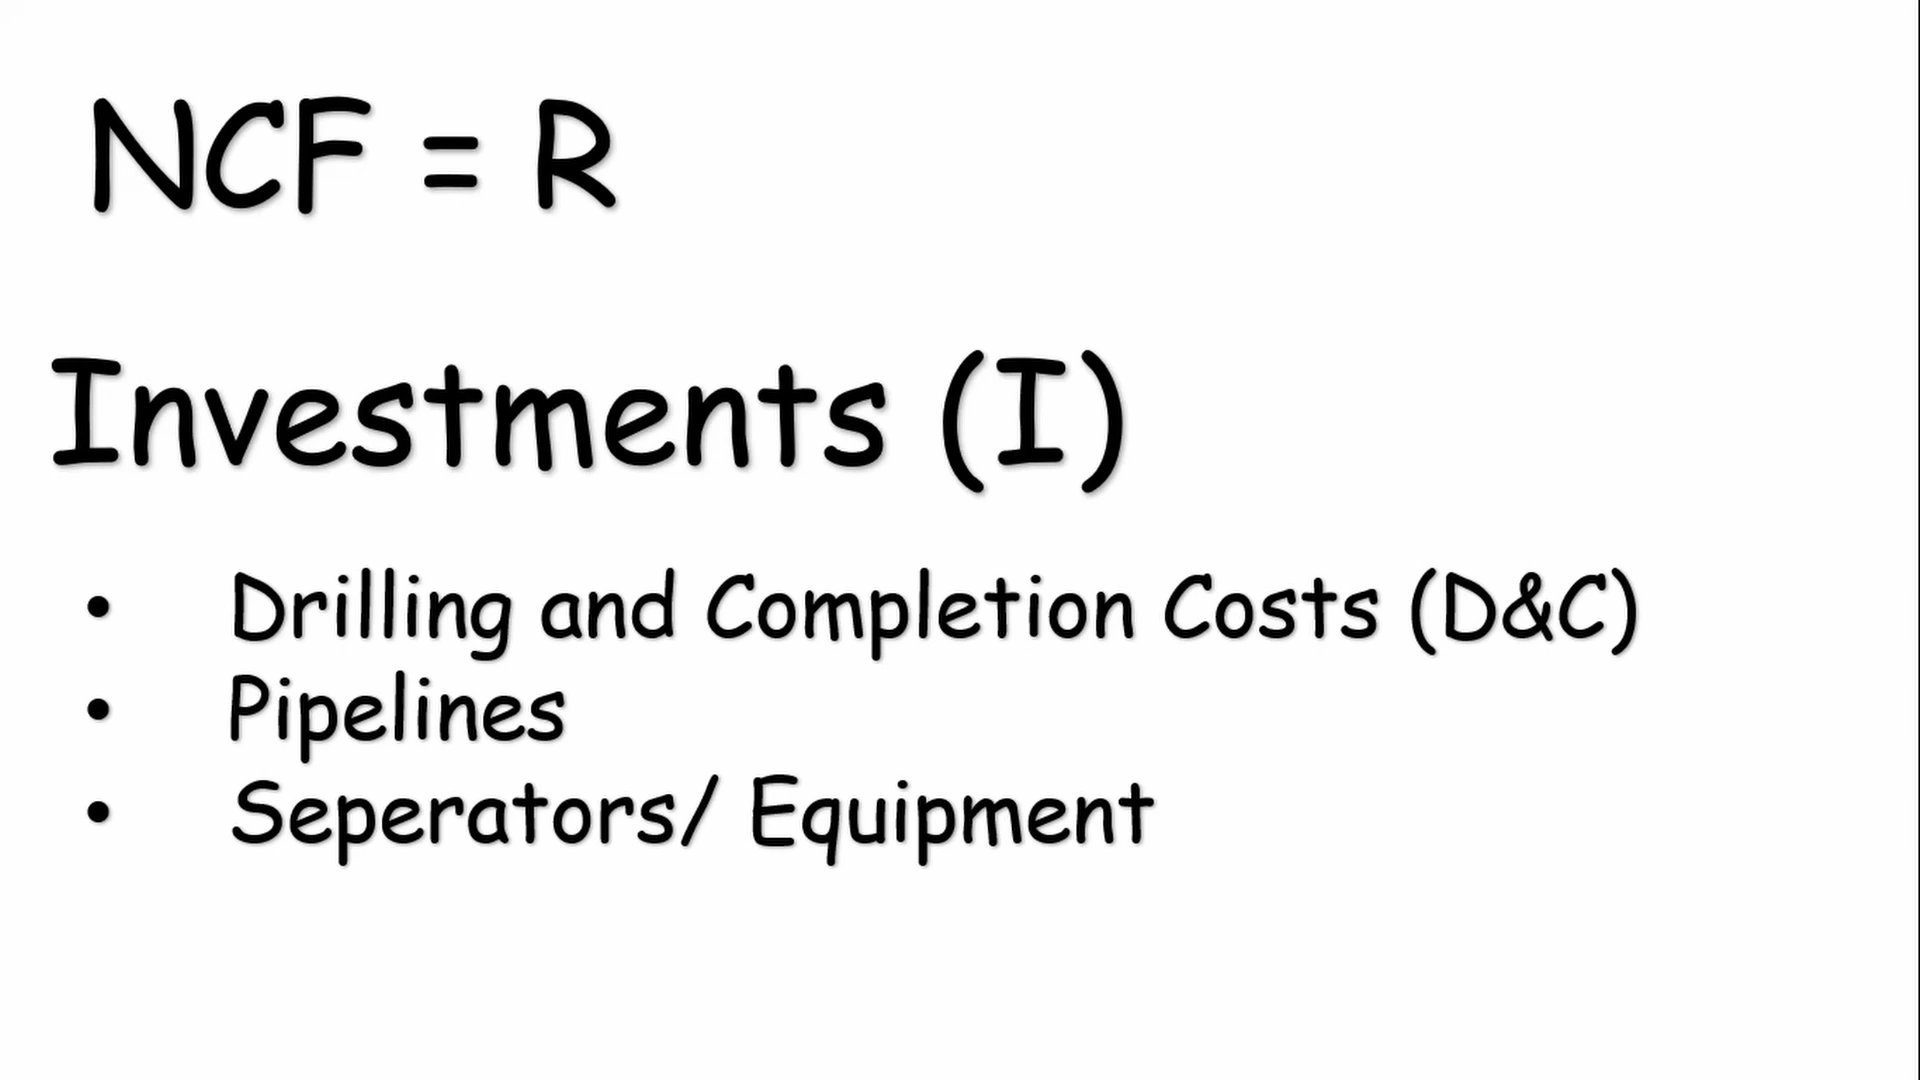 NCF = R
Investments (I)
• Drilling and Completion Costs (D&C)
• Pipelines
• Seperators/ Equipment